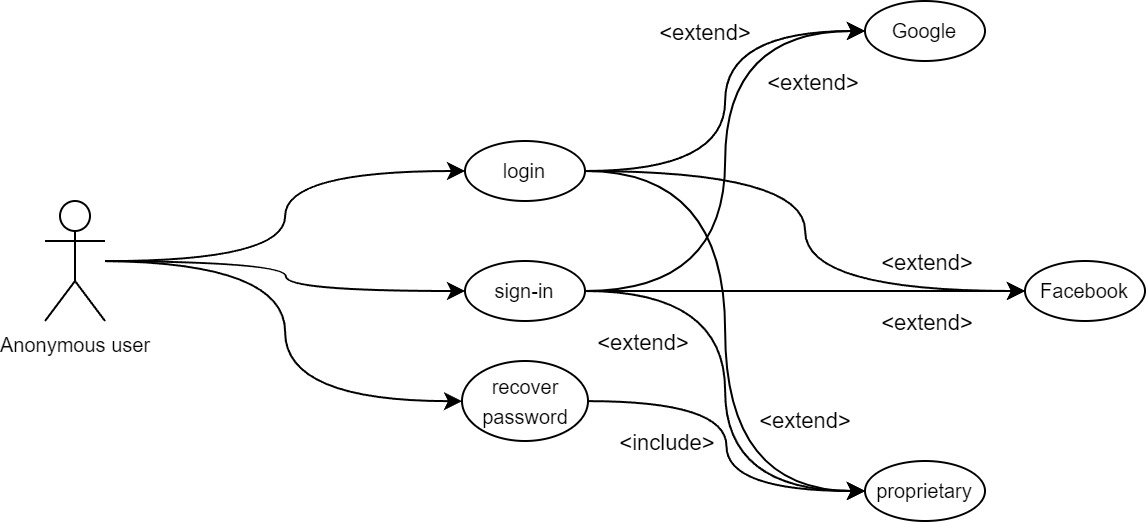 <extend>
Google
<extend>
login
<extend>
sign-in
Facebook
<extend>
Anonymous user
<extend>
recover
password
<extend>
<include>
proprietary